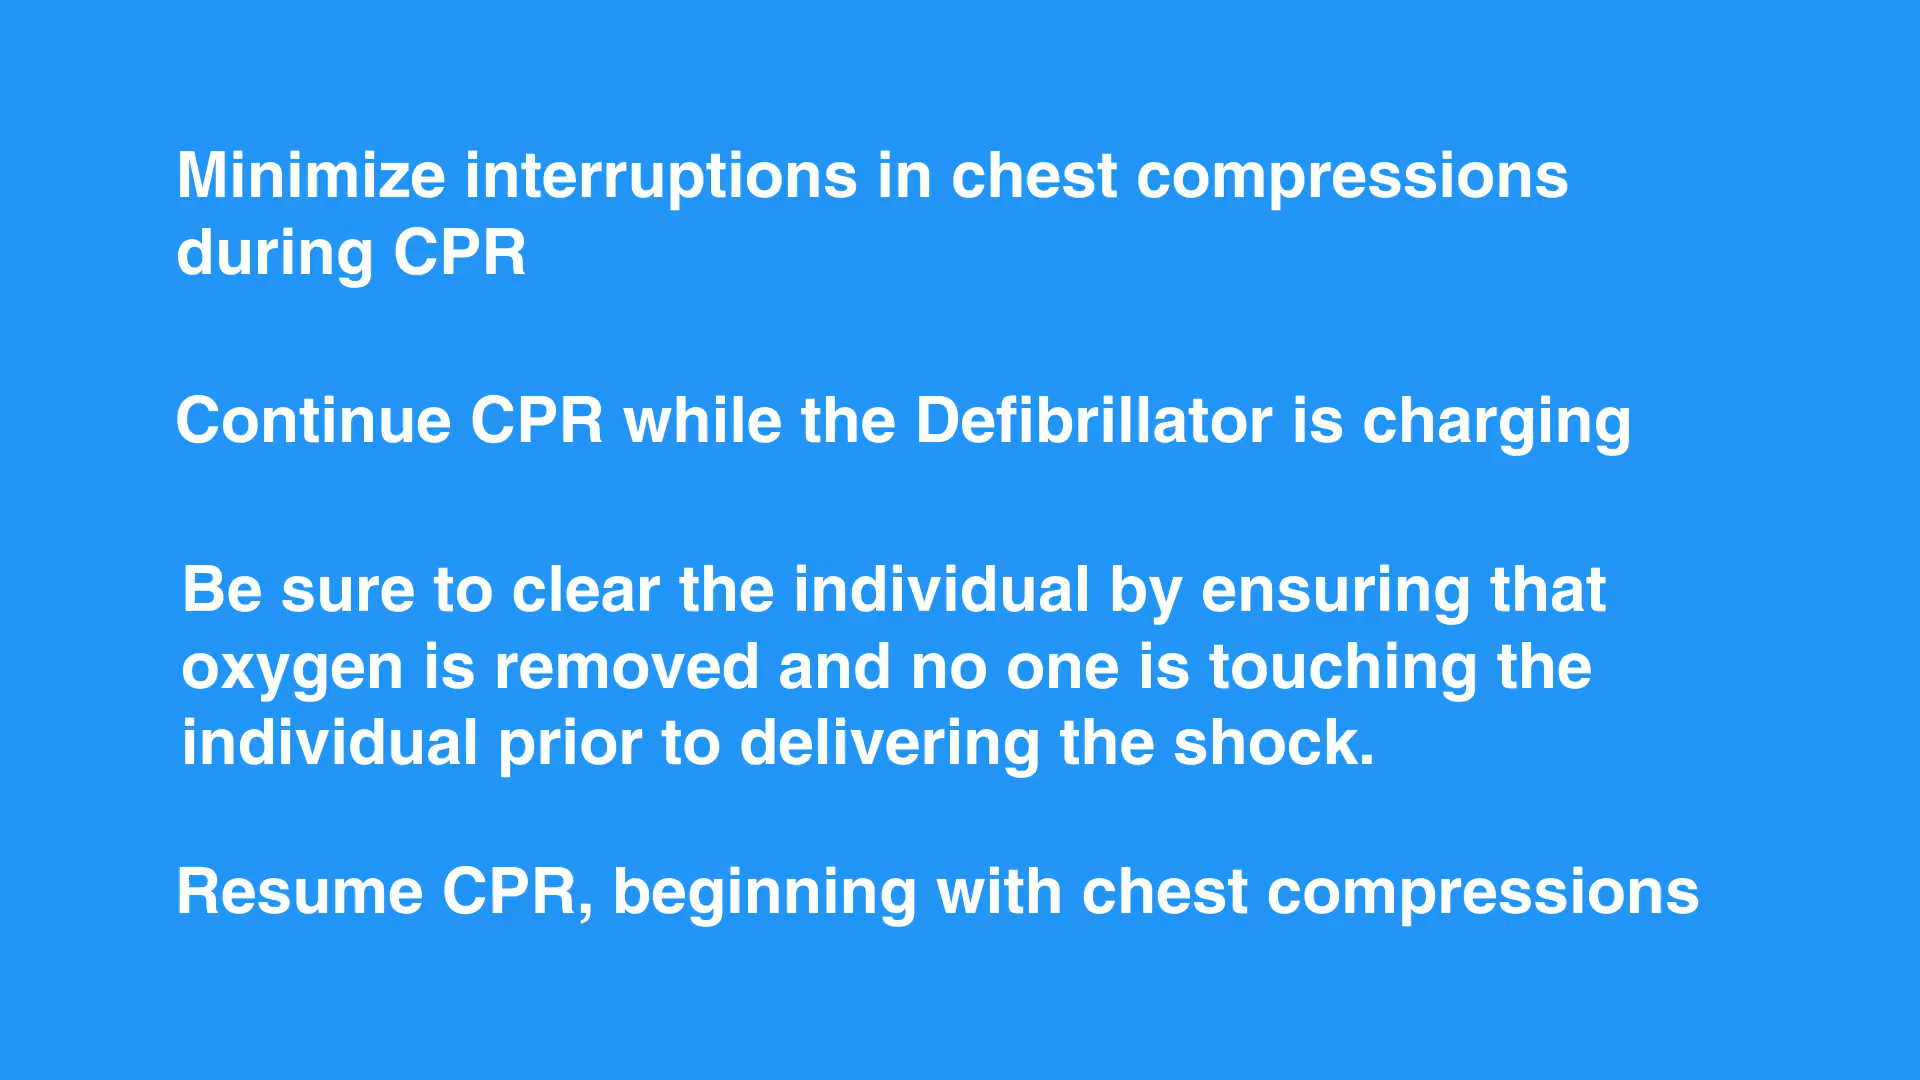 Minimize interruptions in chest compressions
during CPR
Continue CPR while the Defibrillator is charging
Be sure to clear the individual by ensuring that
oxygen is removed and no one is touching the
individual prior to delivering the shock.
Resume CPR, beginning with chest compressions